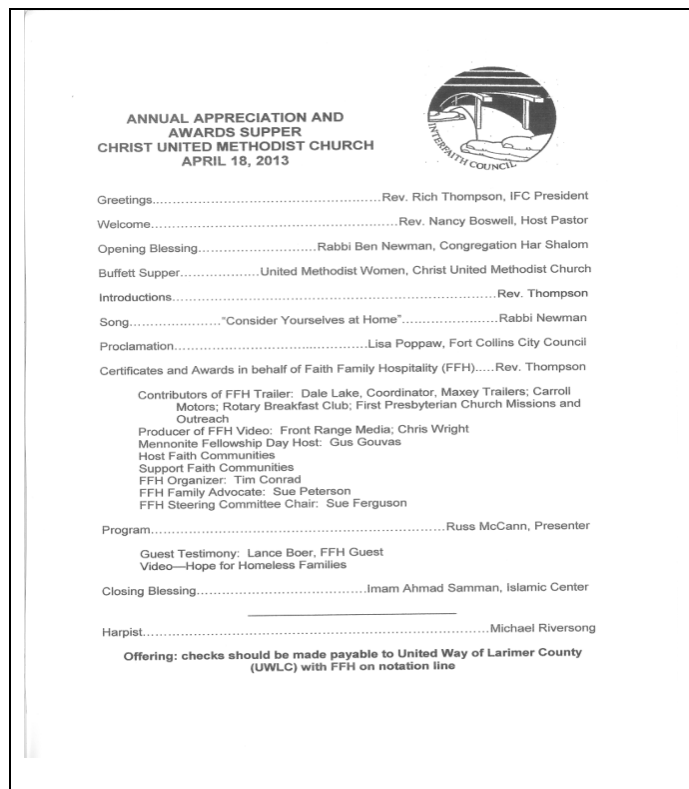 ANNUAL APPRECIATION AND
AWARDS SUPPER
CHRIST UNITED METHODIST CHURCH
APRIL 18, 2013
INTERFAITH COUNCIL
Greetings.....................................................Rev. Rich Thompson, IFC President
Welcome.........................................................Rev. Nancy Boswell, Host Pastor
Opening Blessing...........................Rabbi Ben Newman, Congregation Har Shalom
Buffett Supper..................United Methodist Women, Christ United Methodist Church
Introductions...........................................................................Rev. Thompson
Song.....................“Consider Yourselves at Home”......................Rabbi Newman
Proclamation............................................Lisa Poppaw, Fort Collins City Council
Certificates and Awards in behalf of Faith Family Hospitality (FFH).....Rev. Thompson
Contributors of FFH Trailer: Dale Lake, Coordinator, Maxey Trailers; Carroll
Motors; Rotary Breakfast Club; First Presbyterian Church Missions and
Outreach
Producer of FFH Video: Front Range Media; Chris Wright
Mennonite Fellowship Day Host: Gus Gouvas
Host Faith Communities
Support Faith Communities
FFH Organizer: Tim Conrad
FFH Family Advocate: Sue Peterson
FFH Steering Committee Chair: Sue Ferguson
Program....................................................................Russ McCann, Presenter
Guest Testimony: Lance Boer, FFH Guest
Video—Hope for Homeless Families
Closing Blessing.......................................Imam Ahmad Samman, Islamic Center
Harpist................................................................................Michael Riversong
Offering: checks should be made payable to United Way of Larimer County
(UWLC) with FFH on notation line